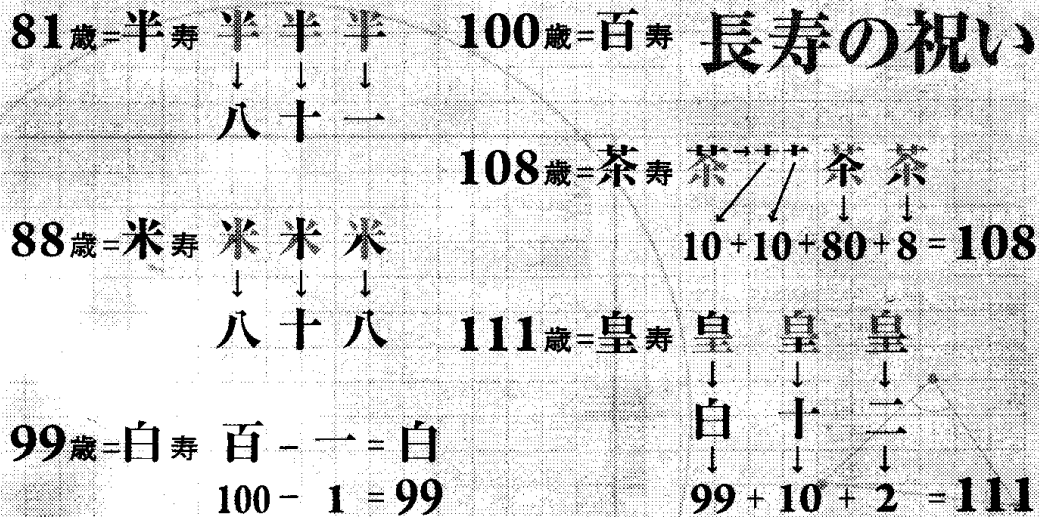 長寿の祝い
81歳=半寿 半 半 半
↓ ↓ ↓
八 十 一
88歳=米寿 米 米 米
↓ ↓ ↓
八 十 八
99歳=白寿 百 - 一 = 白
100 - 1 = 99
100歳=百寿
108歳=茶寿 茶→十十 茶 茶
10+10+80+8=108
111歳=皇寿 皇 皇 皇
↓ ↓ ↓
白 十 二
↓ ↓ ↓
99 + 10 + 2 = 111